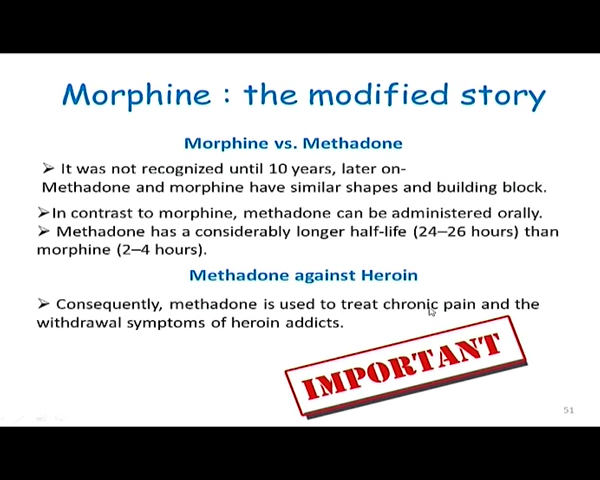 Morphine : the modified story
Morphine vs. Methadone
➢ It was not recognized until 10 years, later on-
Methadone and morphine have similar shapes and building block.
➢In contrast to morphine, methadone can be administered orally.
➢ Methadone has a considerably longer half-life (24–26 hours) than
morphine (2–4 hours).
Methadone against Heroin
➢ Consequently, methadone is used to treat chronic pain and the
withdrawal symptoms of heroin addicts.
IMPORTANT
51